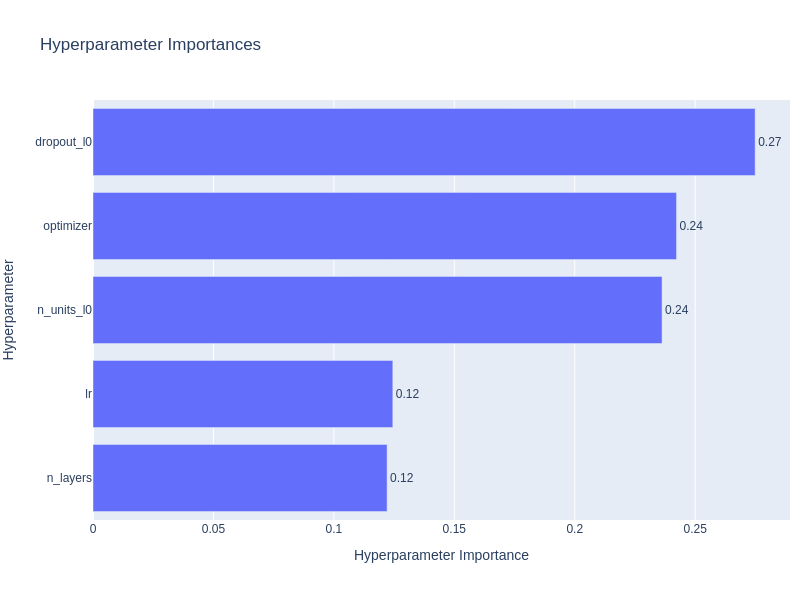 Hyperparameter Importances
Hyperparameter
dropout_l0
0.27
optimizer
0.24
n_units_l0
0.24
lr
0.12
n_layers
0.12
0
0.05
0.1
0.15
0.2
0.25
Hyperparameter Importance